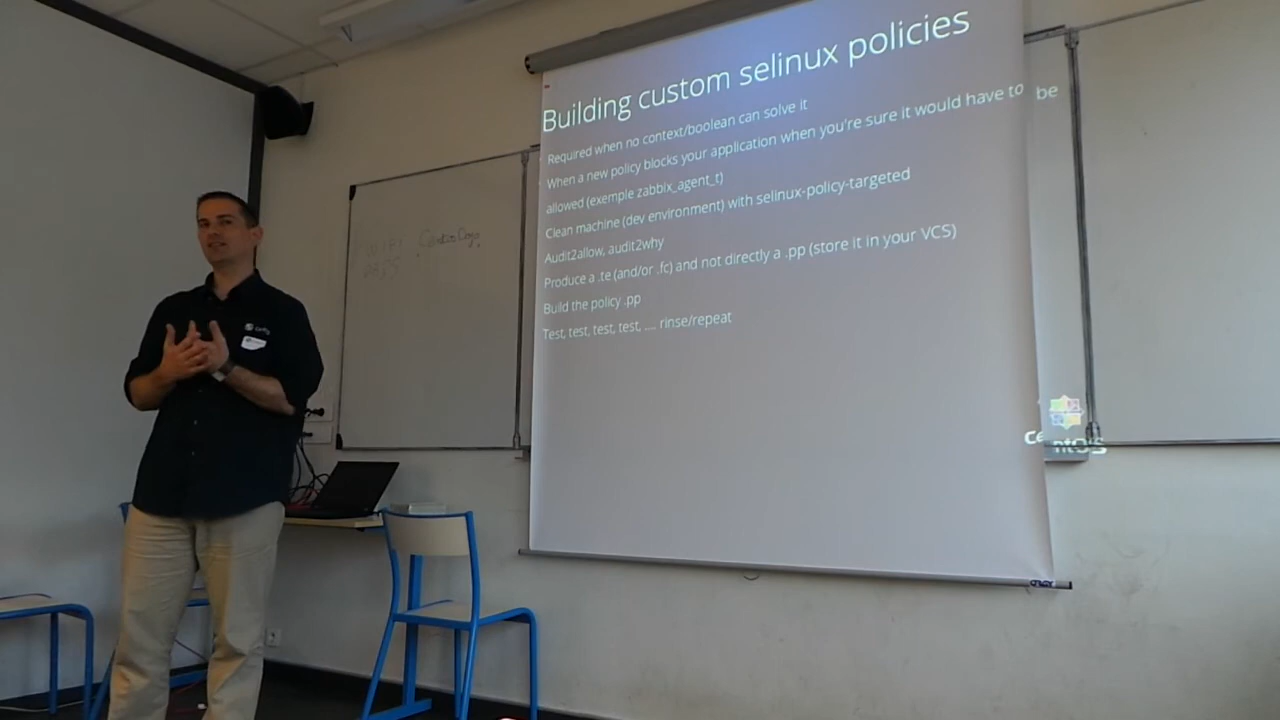 Building custom selinux policies
Required when no context/boolean can solve it
When a new policy blocks your application when you're sure it would have to be
allowed (exemple zabbix_agent_t)
Clean machine (dev environment) with selinux-policy-targeted
Audit2allow, audit2why
Produce a .te (and/or .fc) and not directly a .pp (store it in your VCS)
Build the policy .pp
Test, test, test, test, .... rinse/repeat
centOS